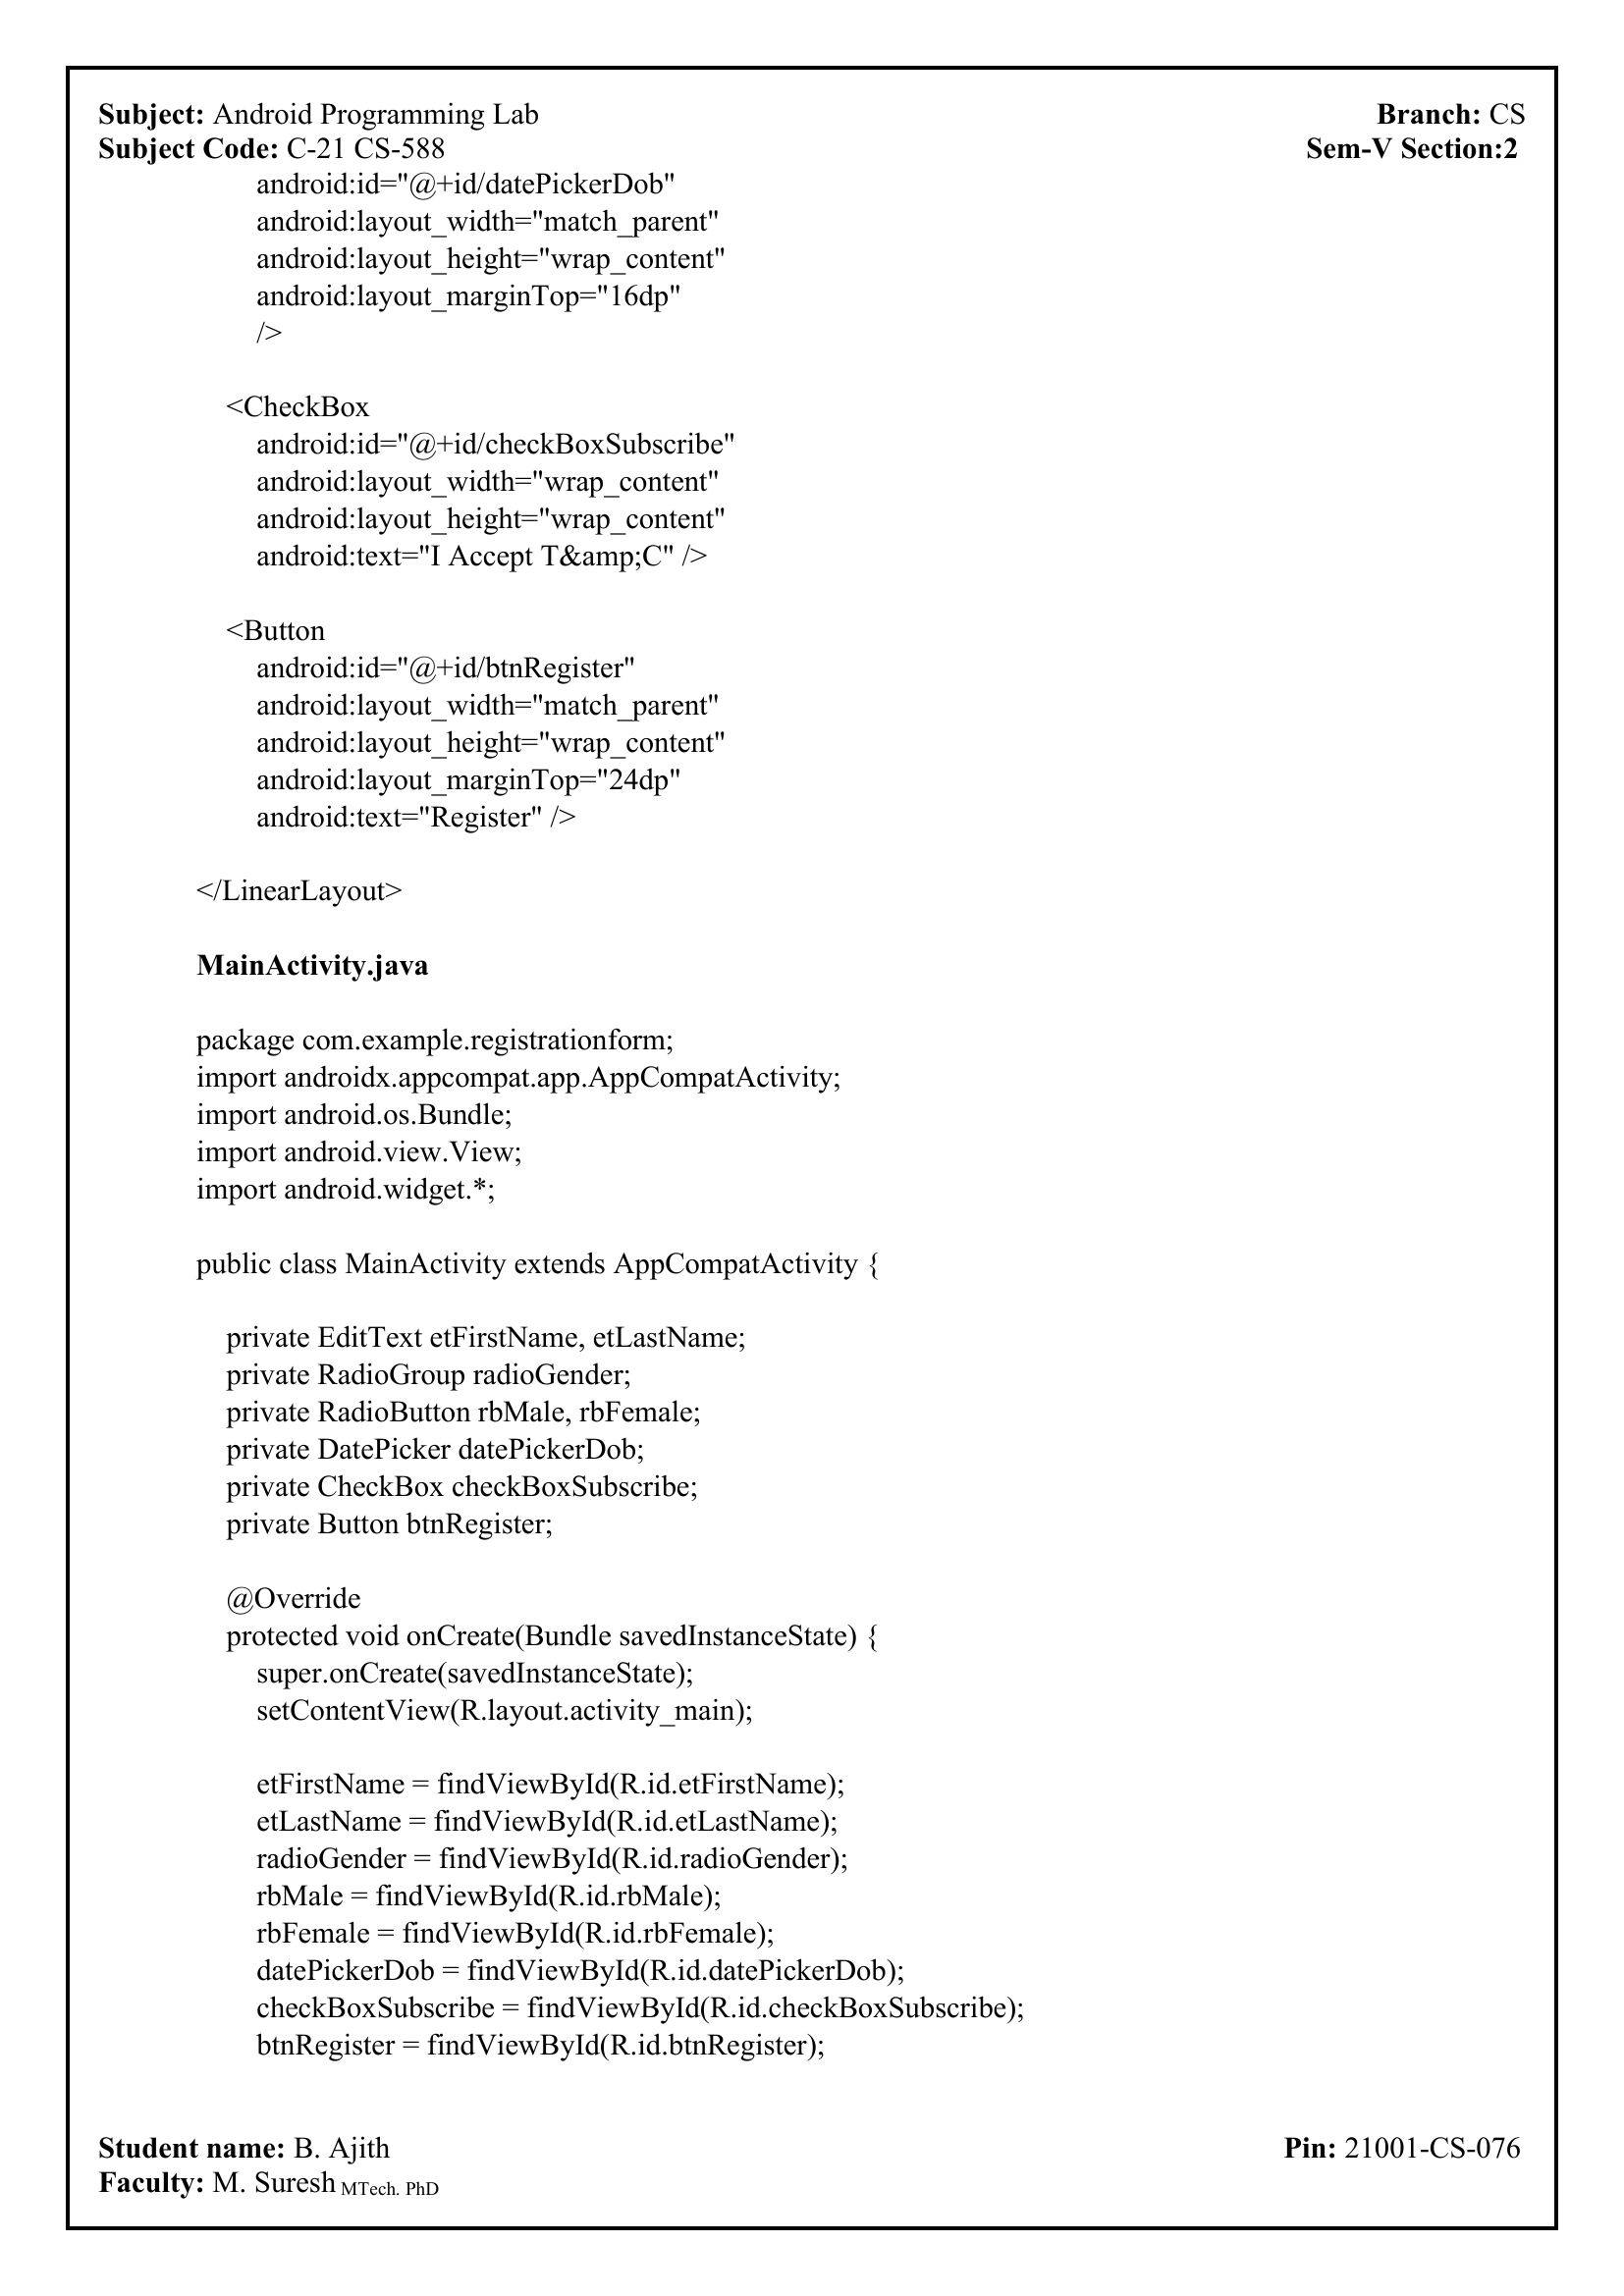 Subject: Android Programming Lab Branch: CS
Subject Code: C-21 CS-588 Sem-V Section:2
android:id="@+id/datePickerDob"
android:layout_width="match_parent"
android:layout_height="wrap_content"
android:layout_marginTop="16dp"
/>
<CheckBox
android:id="@+id/checkBoxSubscribe"
android:layout_width="wrap_content"
android:layout_height="wrap_content"
android:text="I Accept T&amp;C" />
<Button
android:id="@+id/btnRegister"
android:layout_width="match_parent"
android:layout_height="wrap_content"
android:layout_marginTop="24dp"
android:text="Register" />
</LinearLayout>
MainActivity.java
package com.example.registrationform;
import androidx.appcompat.app.AppCompatActivity;
import android.os.Bundle;
import android.view.View;
import android.widget.*;
public class MainActivity extends AppCompatActivity {
private EditText etFirstName, etLastName;
private RadioGroup radioGender;
private RadioButton rbMale, rbFemale;
private DatePicker datePickerDob;
private CheckBox checkBoxSubscribe;
private Button btnRegister;
@Override
protected void onCreate(Bundle savedInstanceState) {
super.onCreate(savedInstanceState);
setContentView(R.layout.activity_main);
etFirstName = findViewById(R.id.etFirstName);
etLastName = findViewById(R.id.etLastName);
radioGender = findViewById(R.id.radioGender);
rbMale = findViewById(R.id.rbMale);
rbFemale = findViewById(R.id.rbFemale);
datePickerDob = findViewById(R.id.datePickerDob);
checkBoxSubscribe = findViewById(R.id.checkBoxSubscribe);
btnRegister = findViewById(R.id.btnRegister);
Student name: B. Ajith Pin: 21001-CS-076
Faculty: M. Suresh MTech. PhD